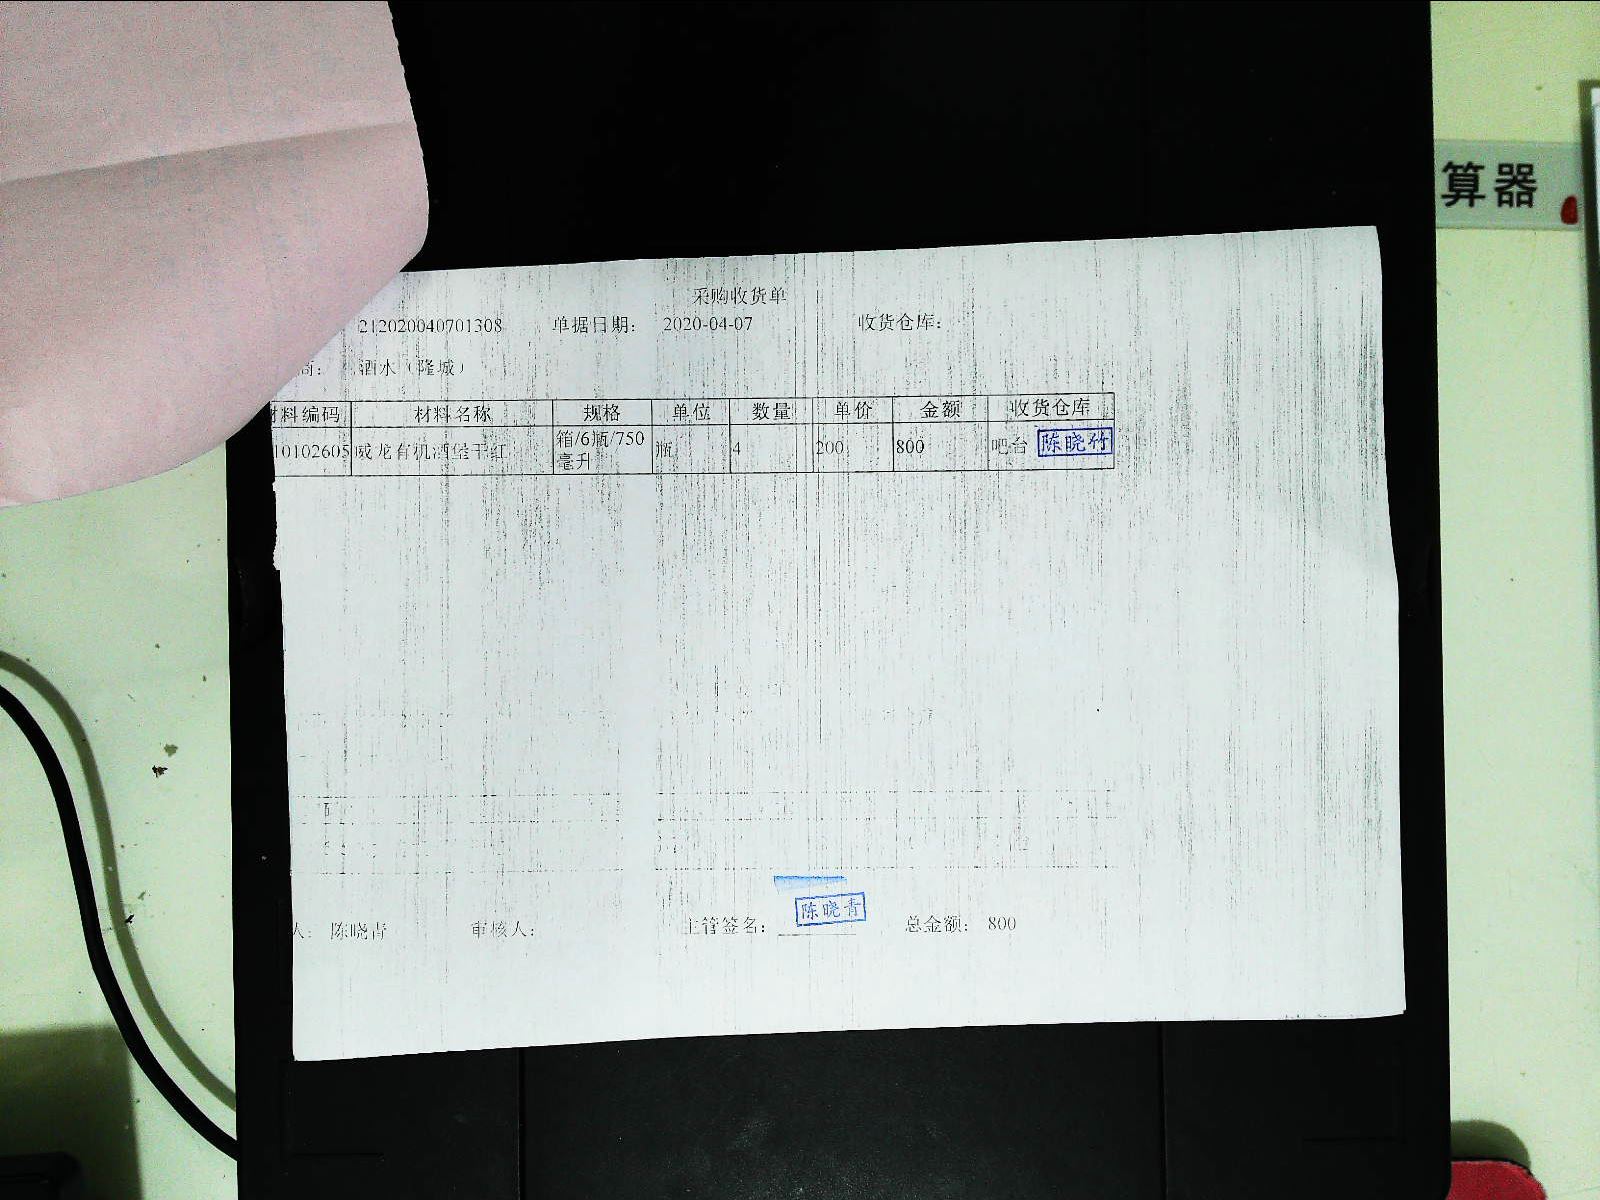 算器
采购收货单
212020040701308 单据日期: 2020-04-07 收货仓库:
商: 酒水(隆城)
材料编码 材料名称 规格 单位 数量 单价 金额 收货仓库
10102605 威龙有机酒堡干红 箱/6瓶/750 瓶 4 200 800 吧台 陈晓竹
毫升
人: 陈晓青 审核人: 主管签名: 陈晓青 总金额: 800